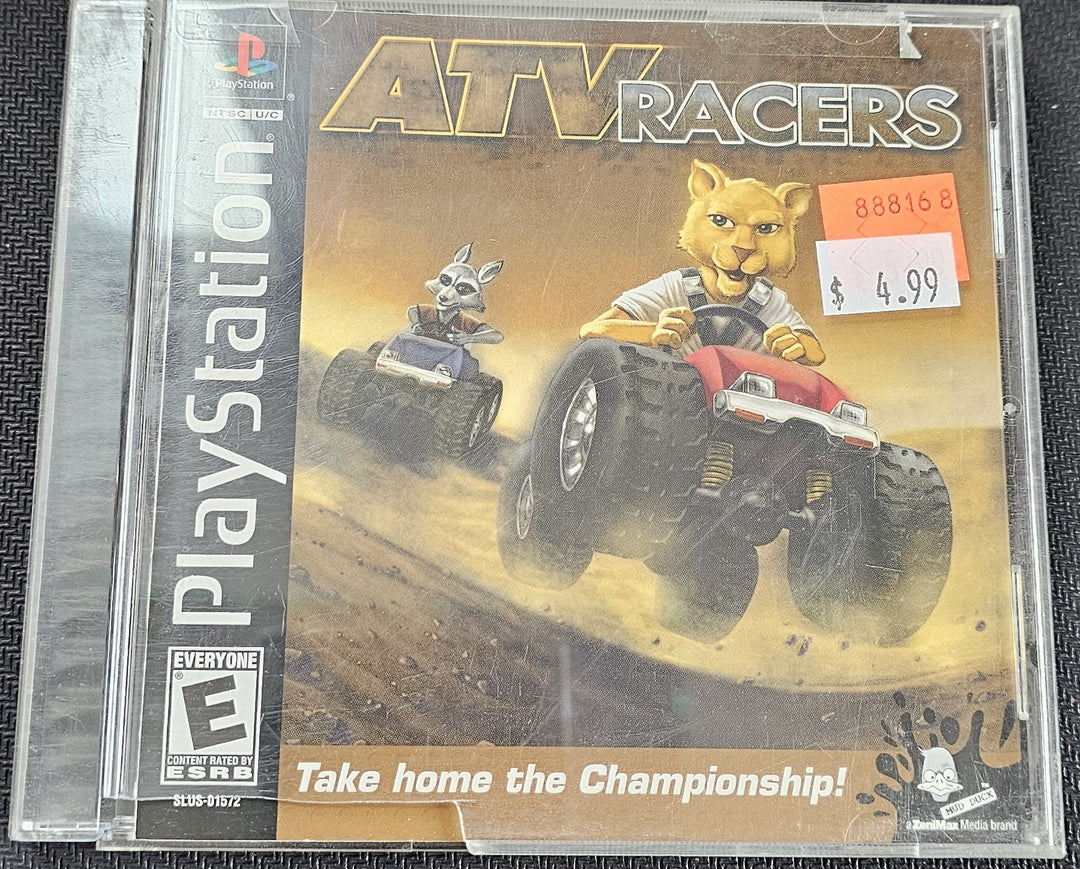 PlayStation
NTSC U/C
PlayStation
ATV RACERS
888168
$ 4.99
EVERYONE
E
CONTENT RATED BY
ESRB
SLUS-01572
Take home the Championship!
MUD DUCK
a ZeniMax Media brand